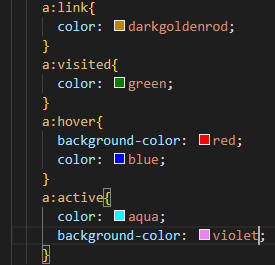 a:link{
color: darkgoldenrod;
}
a:visited{
color: green;
}
a:hover{
background-color: red;
color: blue;
}
a:active{
color: aqua;
background-color: violet;
}